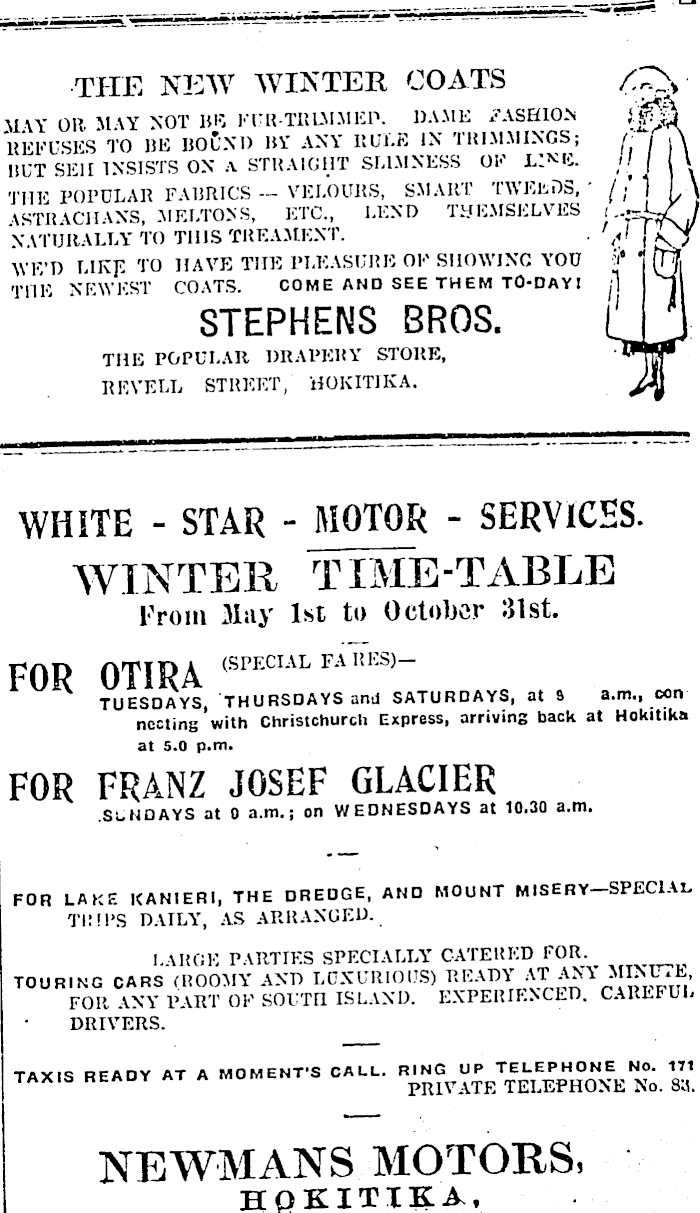 THE NEW WINTER COATS
MAY OR MAY NOT BE FUR-TRIMMED. DAME FASHION
REFUSES TO BE BOUND BY ANY RULE IN TRIMMINGS;
BUT SEH INSISTS ON A STRAIGHT SLIMNESS OF LINE.
THE POPULAR FABRICS — VELOURS, SMART TWEEDS,
ASTRACHANS, MELTONS, ETC., LEND THEMSELVES
NATURALLY TO THIS TREAMENT.
WE'D LIKE TO HAVE THE PLEASURE OF SHOWING YOU
THE NEWEST COATS. COME AND SEE THEM TO-DAY!
STEPHENS BROS.
THE POPULAR DRAPERY STORE,
REVELL STREET, HOKITIKA.
WHITE - STAR - MOTOR - SERVICES.
WINTER TIME-TABLE
From May 1st to October 31st.
FOR OTIRA (SPECIAL FARES)—
TUESDAYS, THURSDAYS and SATURDAYS, at a.m., con
necting with Christchurch Express, arriving back at Hokitika
at 5.0 p.m.
FOR FRANZ JOSEF GLACIER
SUNDAYS at 9 a.m.; on WEDNESDAYS at 10.30 a.m.
FOR LAKE KANIERI, THE DREDGE, AND MOUNT MISERY—SPECIAL
TRIPS DAILY, AS ARRANGED.
LARGE PARTIES SPECIALLY CATERED FOR.
TOURING CARS (ROOMY AND LUXURIOUS) READY AT ANY MINUTE,
FOR ANY PART OF SOUTH ISLAND. EXPERIENCED, CAREFUL
DRIVERS.
TAXIS READY AT A MOMENT'S CALL. RING UP TELEPHONE No. 171
PRIVATE TELEPHONE No. 83.
NEWMANS MOTORS,
HOKITIKA,